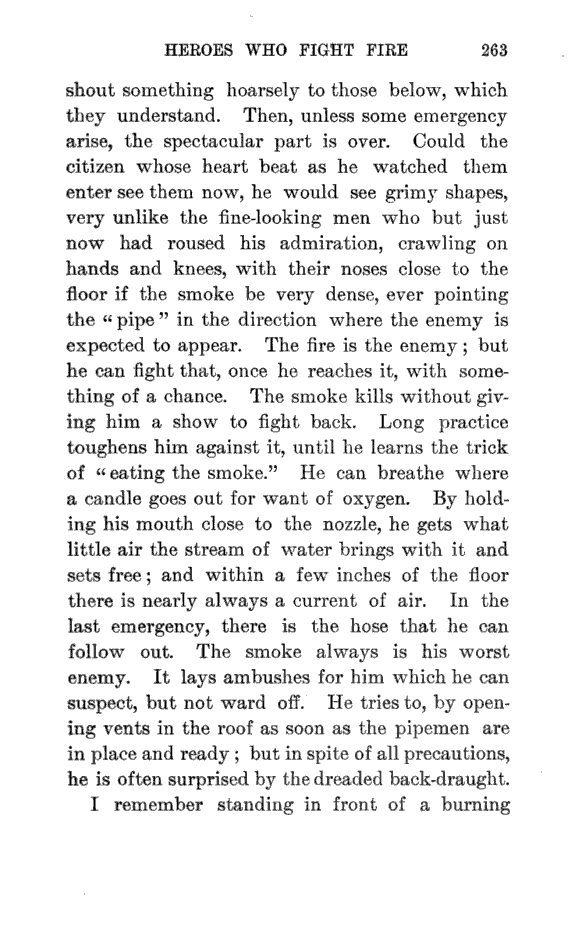 HEROES WHO FIGHT FIRE 263
shout something hoarsely to those below, which
they understand. Then, unless some emergency
arise, the spectacular part is over. Could the
citizen whose heart beat as he watched them
enter see them now, he would see grimy shapes,
very unlike the fine-looking men who but just
now had roused his admiration, crawling on
hands and knees, with their noses close to the
floor if the smoke be very dense, ever pointing
the “pipe” in the direction where the enemy is
expected to appear. The fire is the enemy; but
he can fight that, once he reaches it, with some-
thing of a chance. The smoke kills without giv-
ing him a show to fight back. Long practice
toughens him against it, until he learns the trick
of “eating the smoke.” He can breathe where
a candle goes out for want of oxygen. By hold-
ing his mouth close to the nozzle, he gets what
little air the stream of water brings with it and
sets free; and within a few inches of the floor
there is nearly always a current of air. In the
last emergency, there is the hose that he can
follow out. The smoke always is his worst
enemy. It lays ambushes for him which he can
suspect, but not ward off. He tries to, by open-
ing vents in the roof as soon as the pipemen are
in place and ready; but in spite of all precautions,
he is often surprised by the dreaded back-draught.
I remember standing in front of a burning